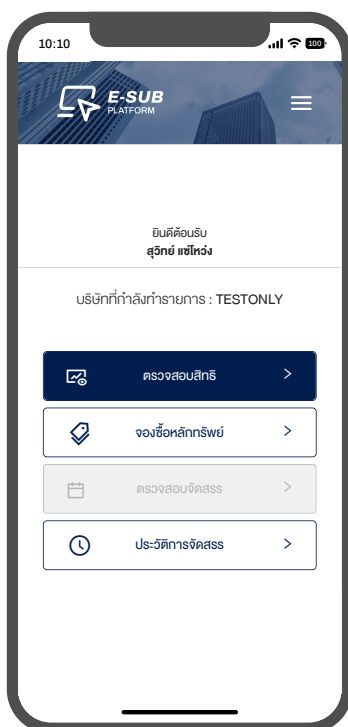 10:10
100
E-SUB
PLATFORM
ยินดีต้อนรับ
สุวิทย์ แซ่โหว่ง
บริษัทที่กำลังทำรายการ : TESTONLY
ตรวจสอบสิทธิ
จองซื้อหลักทรัพย์
ตรวจสอบจัดสรร
ประวัติการจัดสรร